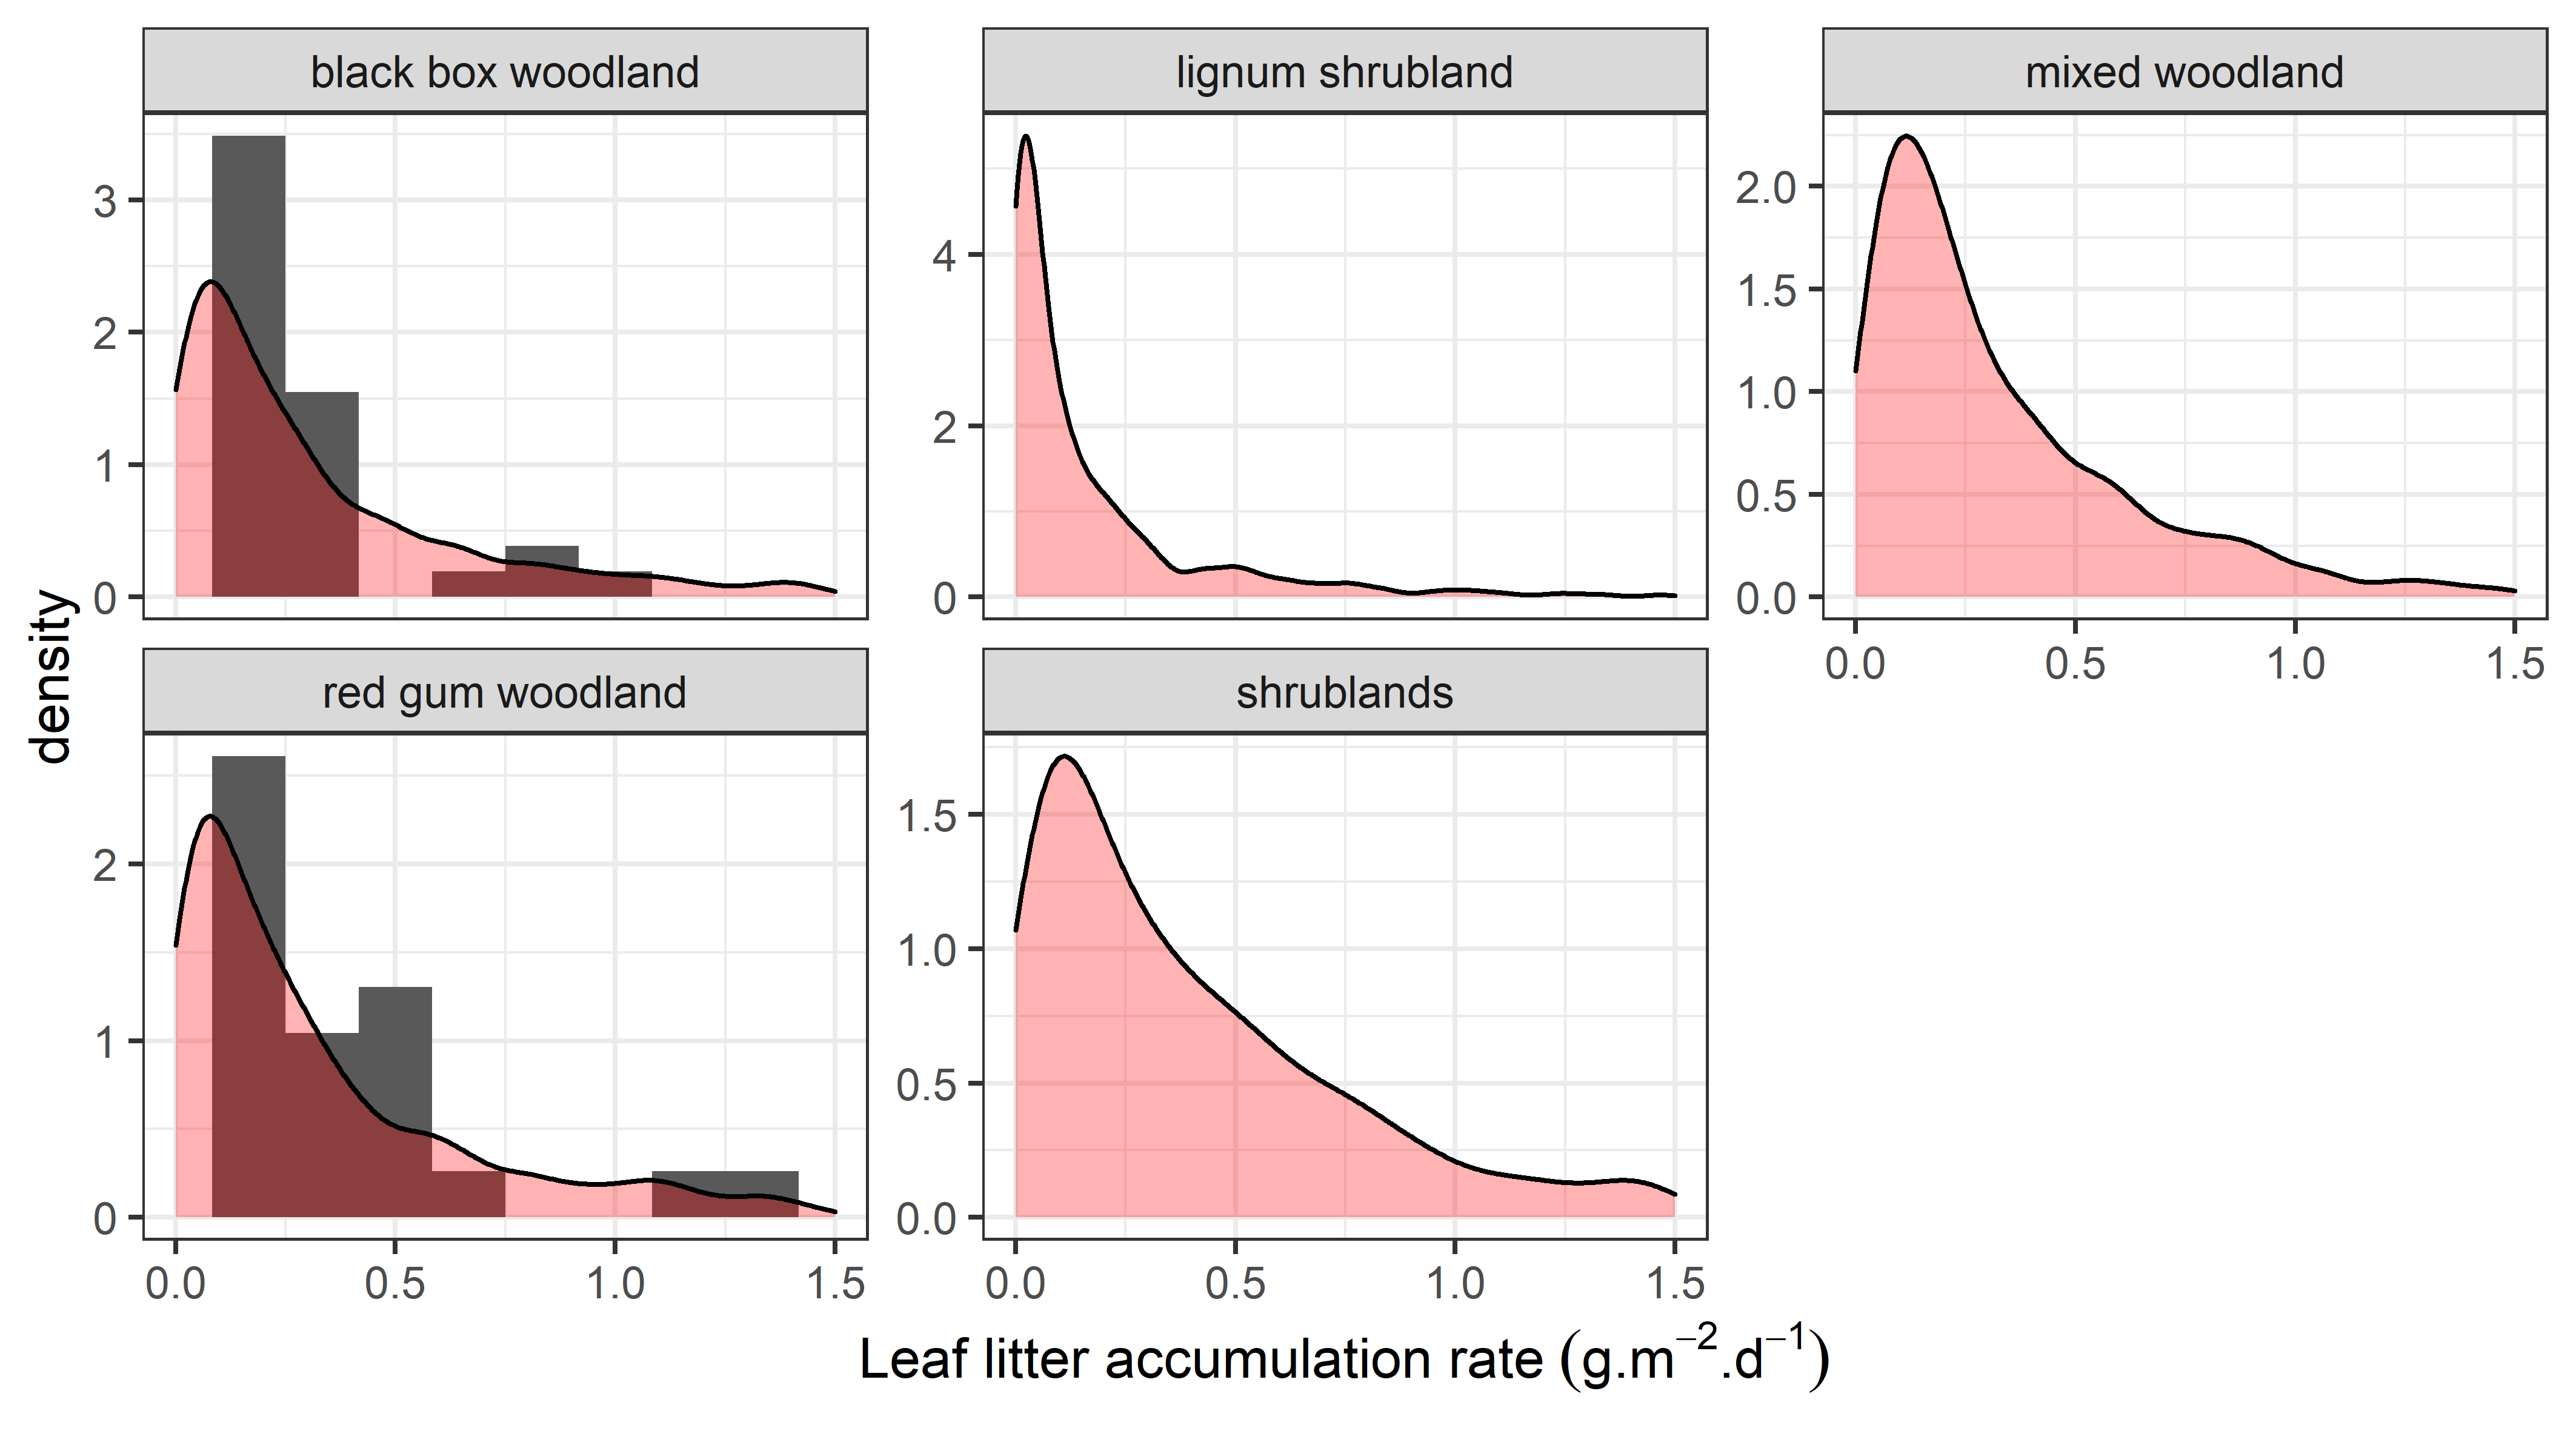 black box woodland
lignum shrubland
mixed woodland
3
2
1
0
4
2
0
2.0
1.5
1.0
0.5
0.0
0.0 0.5 1.0 1.5
density
red gum woodland
shrublands
2
1
0
1.5
1.0
0.5
0.0
0.0 0.5 1.0 1.5
0.0 0.5 1.0 1.5
Leaf litter accumulation rate (g.m⁻².d⁻¹)